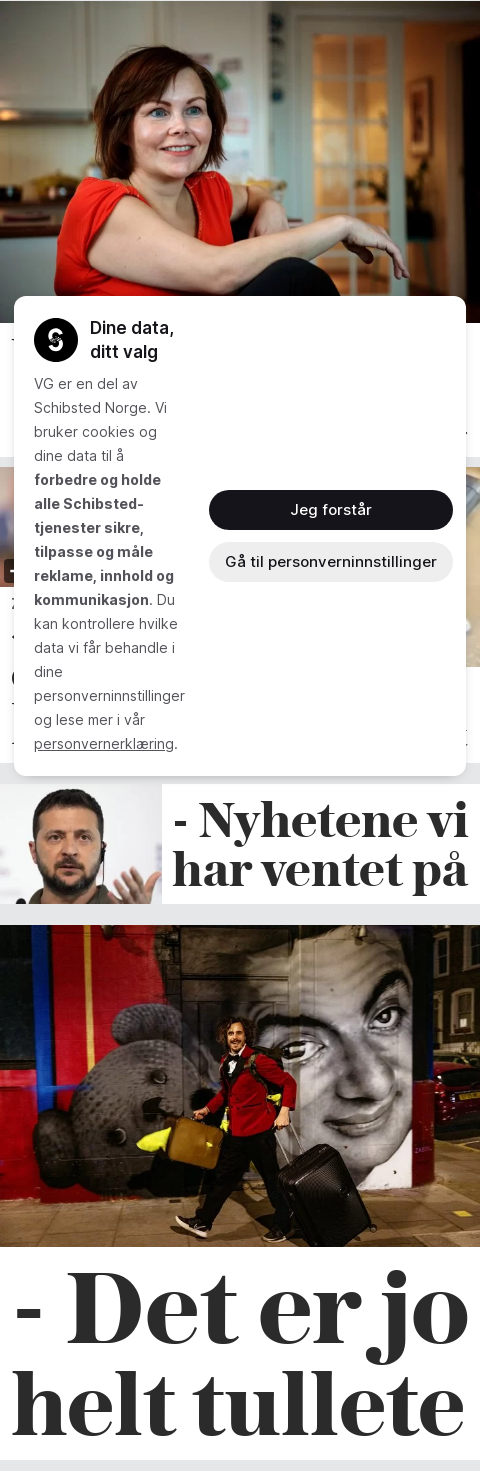 Dine data,
ditt valg
VG er en del av
Schibsted Norge. Vi
bruker cookies og
dine data til å
forbedre og holde
alle Schibsted-
tjenester sikre,
tilpasse og måle
reklame, innhold og
kommunikasjon. Du
kan kontrollere hvilke
data vi får behandle i
dine
personverninnstillinger
og lese mer i vår
personvernerklæring.
Jeg forstår
Gå til personverninnstillinger
- Nyhetene vi
har ventet på
- Det er jo
helt tullete